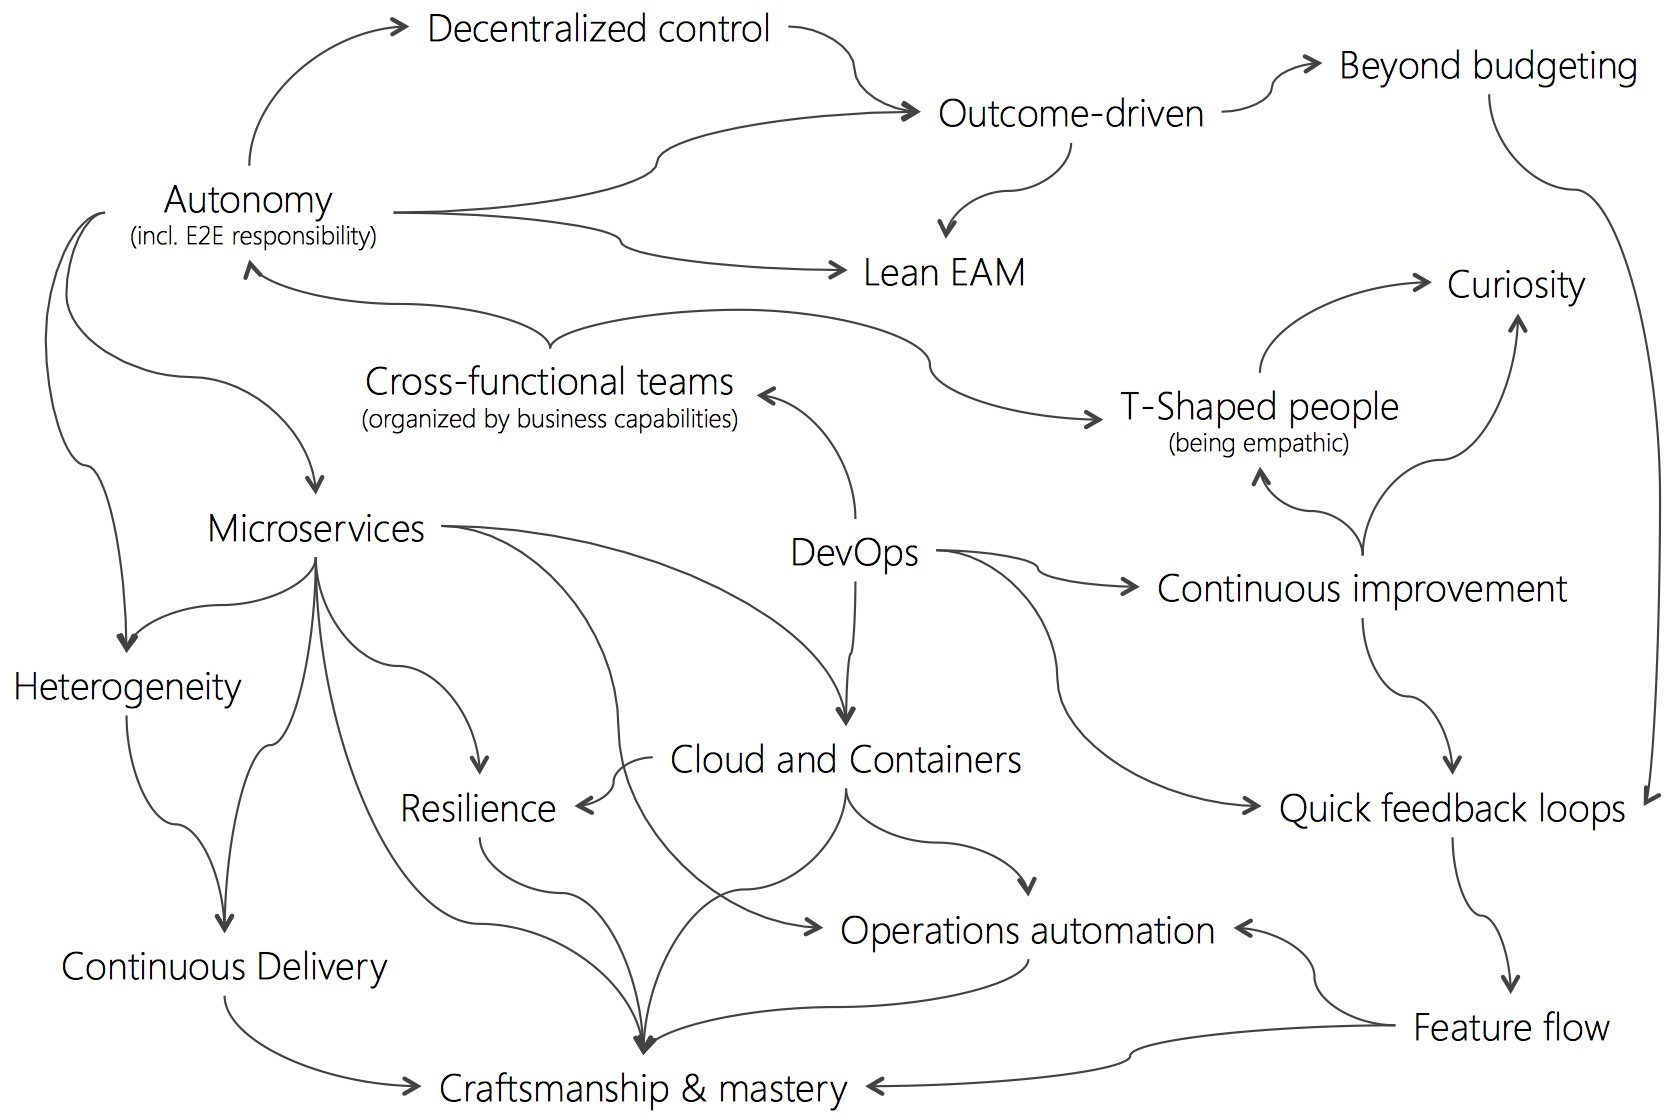 Decentralized control
Beyond budgeting
Outcome-driven
Autonomy
(incl. E2E responsibility)
Lean EAM
Curiosity
Cross-functional teams
(organized by business capabilities)
T-Shaped people
(being empathic)
Microservices
DevOps
Continuous improvement
Heterogeneity
Cloud and Containers
Resilience
Quick feedback loops
Operations automation
Continuous Delivery
Feature flow
Craftsmanship & mastery